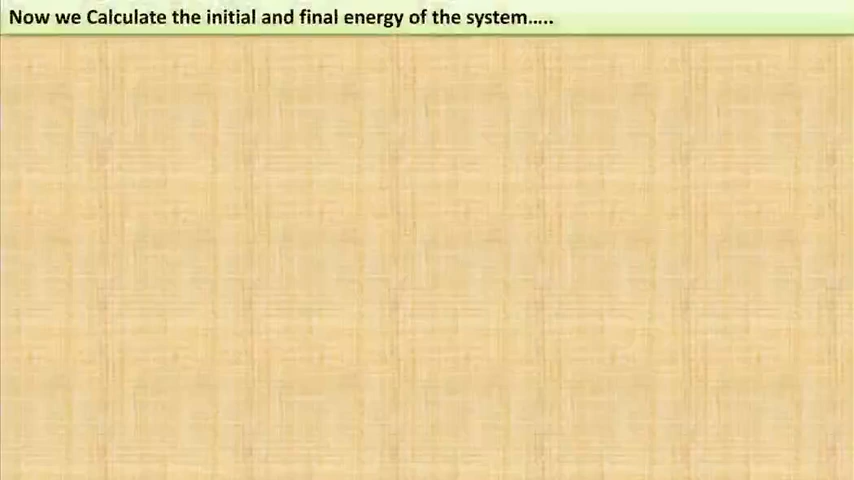 Now we Calculate the initial and final energy of the system.....